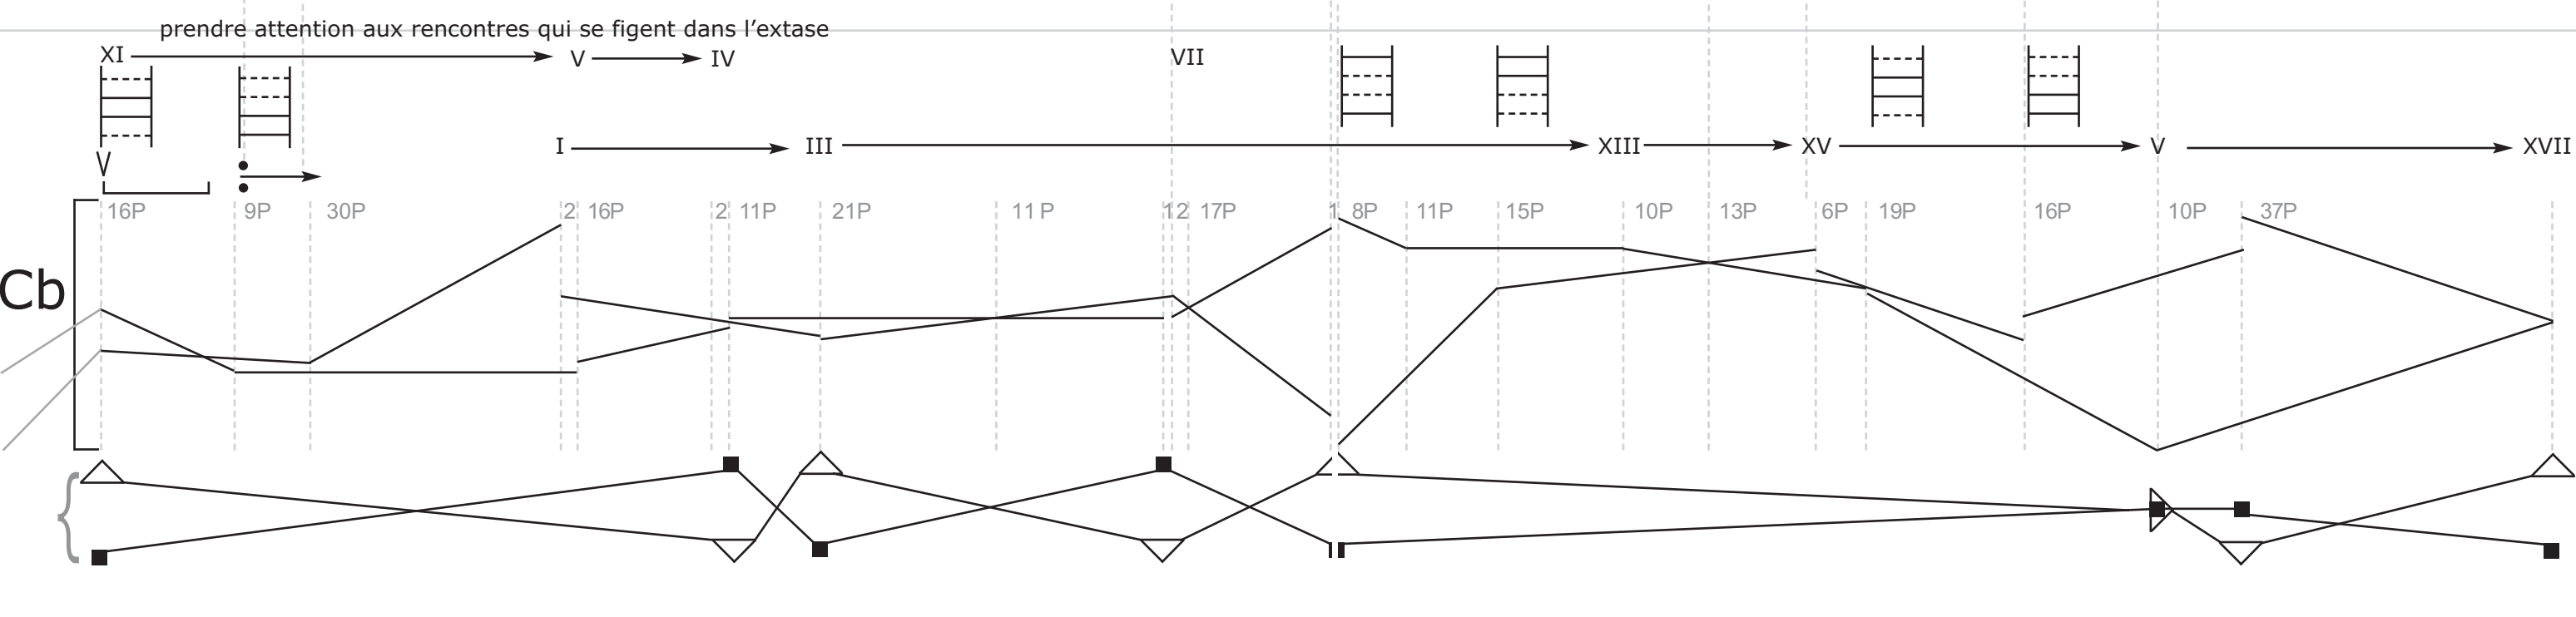 prendre attention aux rencontres qui se figent dans l'extase
XI V IV VII
I III XIII XV V XVII
V
16P 9P 30P 2 16P 2 11P 21P 11 P 12 17P 1 8P 11P 15P 10P 13P 6P 19P 16P 10P 37P
Cb